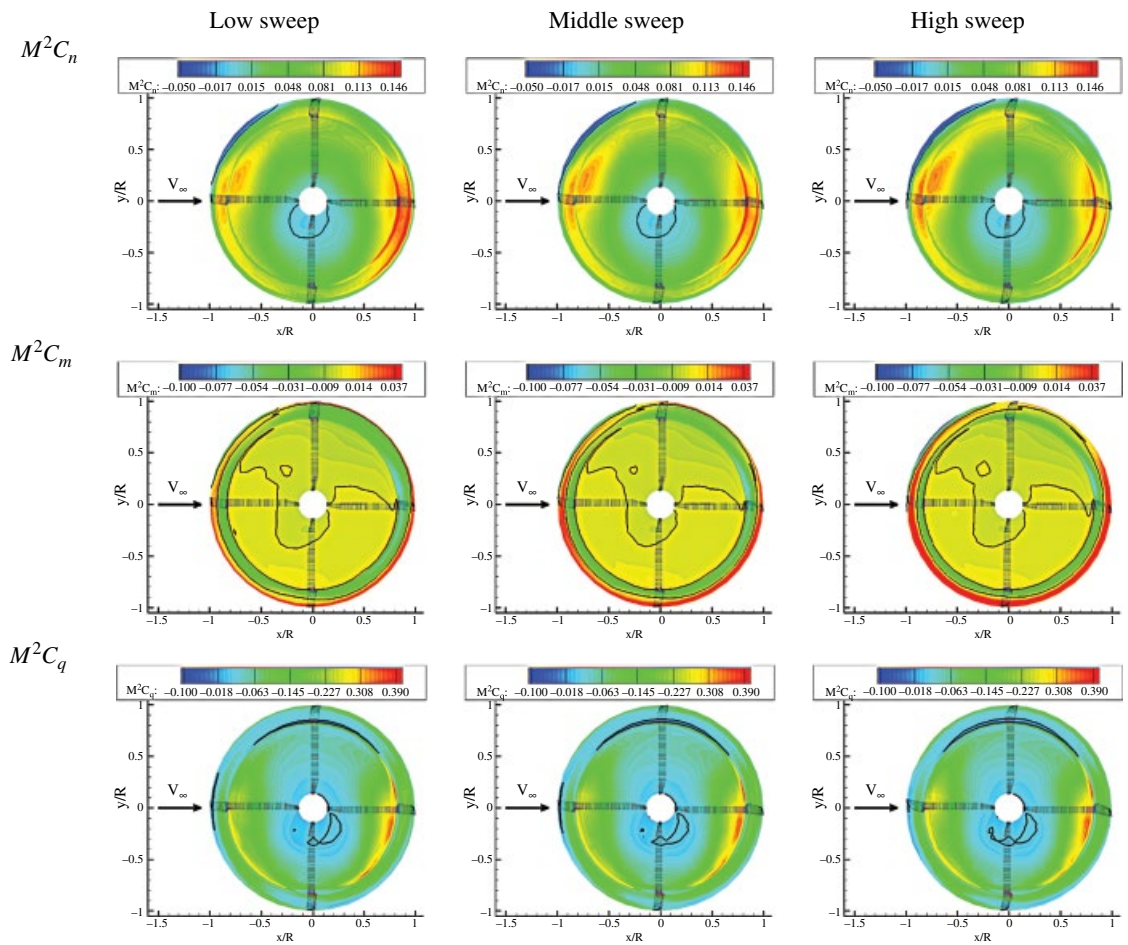 Low sweep Middle sweep High sweep
M²Cₙ
M²Cₙ: −0.050 −0.017 0.015 0.048 0.081 0.113 0.146
M²Cₙ: −0.050 −0.017 0.015 0.048 0.081 0.113 0.146
M²Cₙ: −0.050 −0.017 0.015 0.048 0.081 0.113 0.146
1 1 1
0.5 0.5 0.5
y/R V∞ y/R V∞ y/R V∞
0 0 0
−0.5 −0.5 −0.5
−1 −1 −1
−1.5 −1 −0.5 0 0.5 1
−1.5 −1 −0.5 0 0.5 1
−1.5 −1 −0.5 0 0.5 1
x/R x/R x/R
M²Cₘ
M²Cₘ: −0.100 −0.077 −0.054 −0.031 −0.009 0.014 0.037
M²Cₘ: −0.100 −0.077 −0.054 −0.031 −0.009 0.014 0.037
M²Cₘ: −0.100 −0.077 −0.054 −0.031 −0.009 0.014 0.037
1 1 1
0.5 0.5 0.5
y/R V∞ y/R V∞ y/R V∞
0 0 0
−0.5 −0.5 −0.5
−1 −1 −1
−1.5 −1 −0.5 0 0.5 1
−1.5 −1 −0.5 0 0.5 1
−1.5 −1 −0.5 0 0.5 1
x/R x/R x/R
M²C_q
M²C_q: −0.100 −0.018 −0.063 −0.145 −0.227 0.308 0.390
M²C_q: −0.100 −0.018 −0.063 −0.145 −0.227 0.308 0.390
M²C_q: −0.100 −0.018 −0.063 −0.145 −0.227 0.308 0.390
1 1 1
0.5 0.5 0.5
y/R V∞ y/R V∞ y/R V∞
0 0 0
−0.5 −0.5 −0.5
−1 −1 −1
−1.5 −1 −0.5 0 0.5 1
−1.5 −1 −0.5 0 0.5 1
−1.5 −1 −0.5 0 0.5 1
x/R x/R x/R